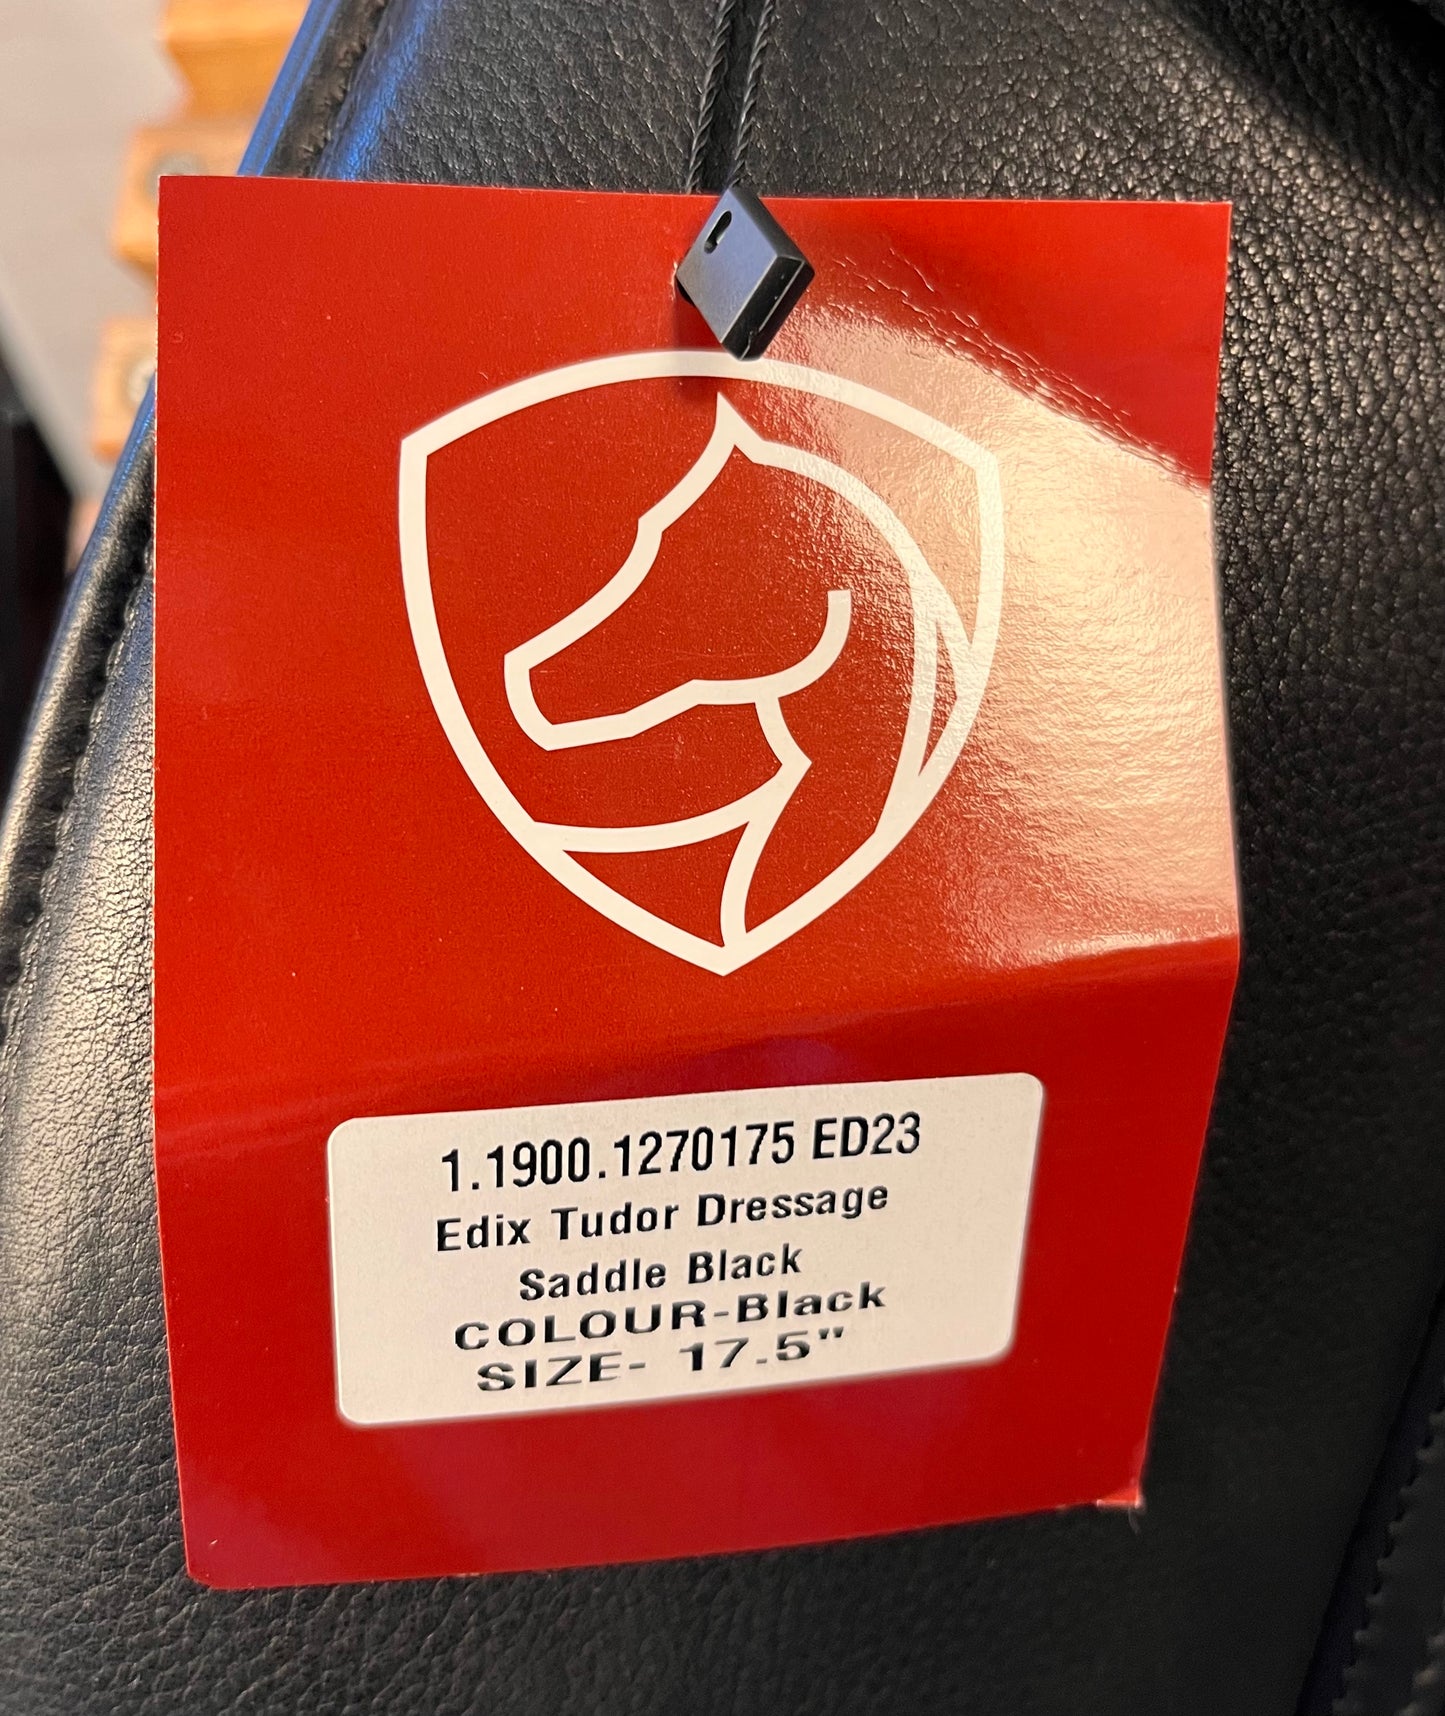 1.1900.1270175 ED23
Edix Tudor Dressage
Saddle Black
COLOUR-Black
SIZE- 17.5"